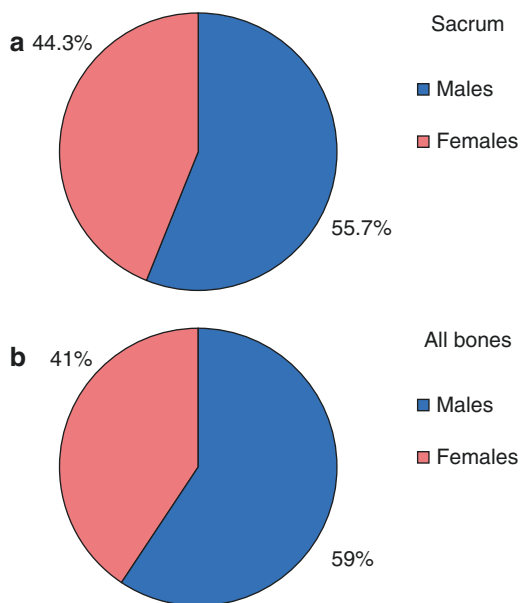 a
44.3%
Sacrum
Males
Females
55.7%
b
41%
All bones
Males
Females
59%